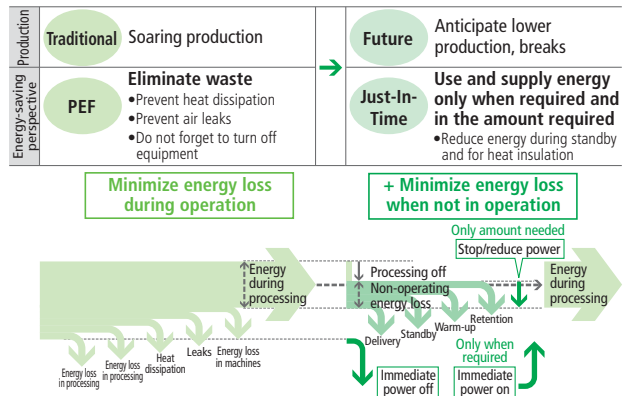 Production
Traditional
Soaring production
Future
Anticipate lower
production, breaks
Energy-saving
perspective
PEF
Eliminate waste
•Prevent heat dissipation
•Prevent air leaks
•Do not forget to turn off
equipment
Just-In-
Time
Use and supply energy
only when required and
in the amount required
•Reduce energy during standby
and for heat insulation
Minimize energy loss
during operation
+ Minimize energy loss
when not in operation
Only amount needed
Stop/reduce power
Energy
during
processing
Processing off
Non-operating
energy loss
Energy
during
processing
Energy loss
in processing
Energy loss
in processing
Heat
dissipation
Leaks
Energy loss
in machines
Delivery
Standby
Warm-up
Retention
Immediate
power off
Only when
required
Immediate
power on